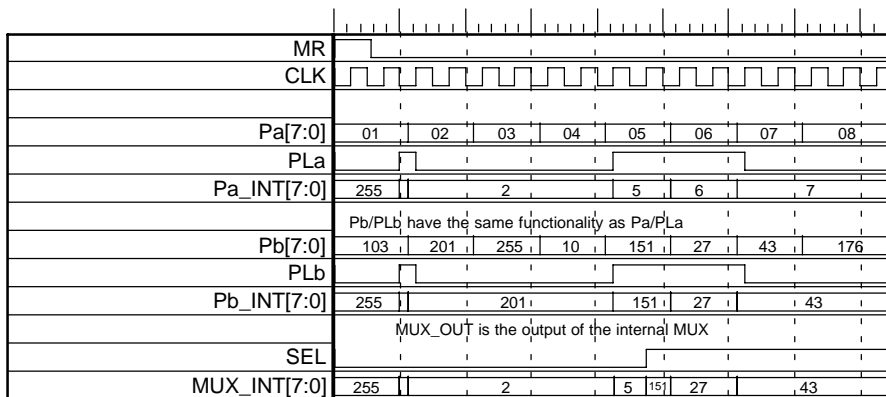 MR
CLK
Pa[7:0] 01 02 03 04 05 06 07 08
PLa
Pa_INT[7:0] 255 2 5 6 7
Pb/PLb have the same functionality as Pa/PLa
Pb[7:0] 103 201 255 10 151 27 43 176
PLb
Pb_INT[7:0] 255 201 151 27 43
MUX_OUT is the output of the internal MUX
SEL
MUX_INT[7:0] 255 2 5 151 27 43